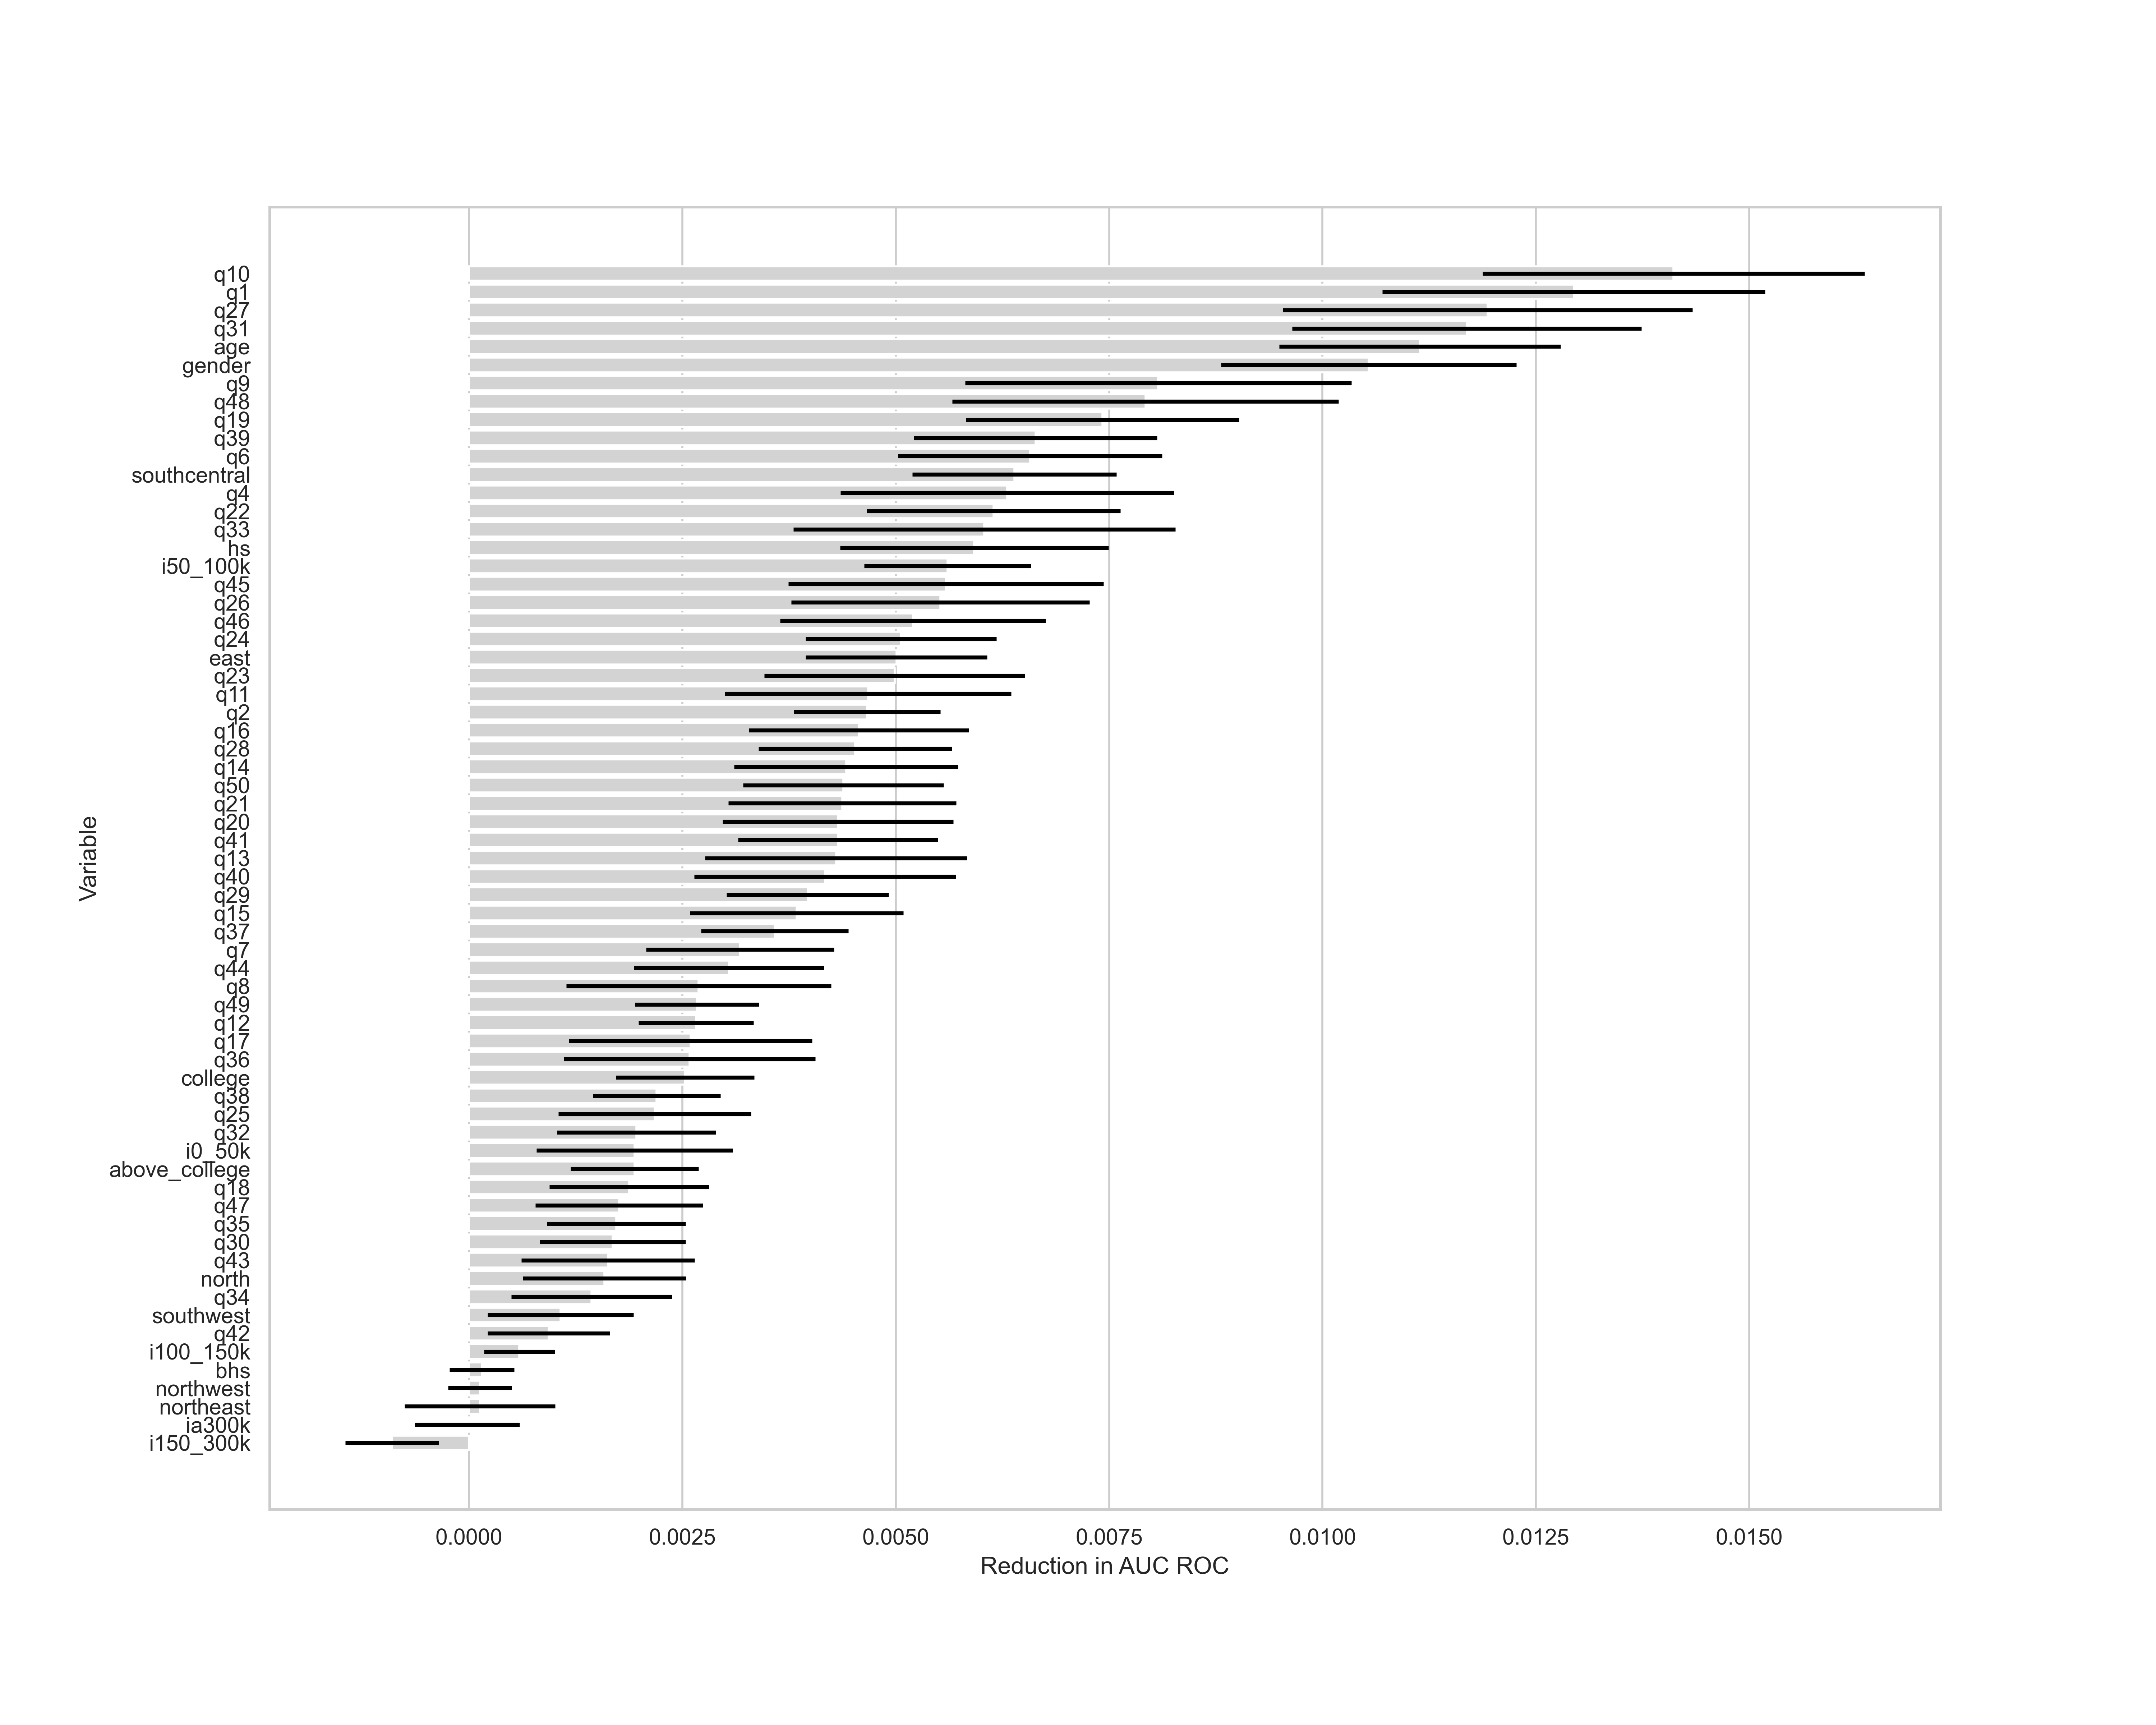 q10
q1
q27
q31
age
gender
q9
q48
q19
q39
q6
southcentral
q4
q22
q33
hs
i50_100k
q45
q26
q46
q24
east
q23
q11
q2
q16
q28
q14
q50
q21
q20
q41
q13
q40
q29
q15
q37
q7
q44
q8
q49
q12
q17
q36
college
q38
q25
q32
i0_50k
above_college
q18
q47
q35
q30
q43
north
q34
southwest
q42
i100_150k
bhs
northwest
northeast
ia300k
i150_300k
Variable
0.0000 0.0025 0.0050 0.0075 0.0100 0.0125 0.0150
Reduction in AUC ROC